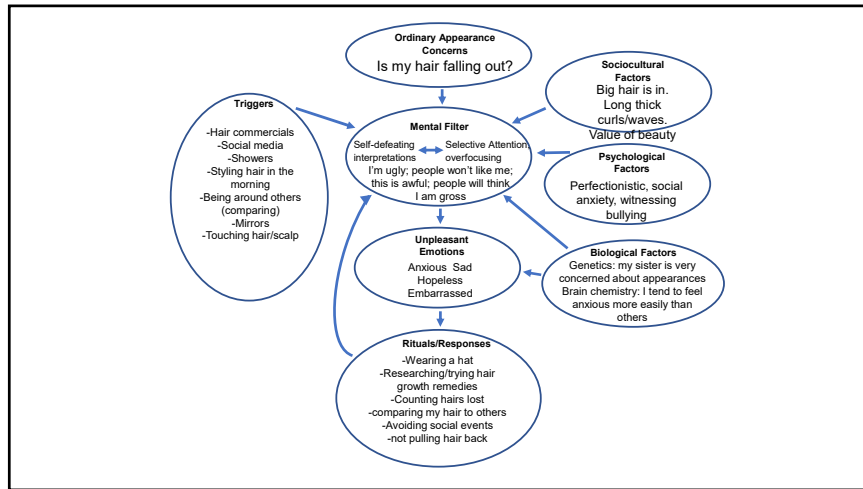 Ordinary Appearance
Concerns
Is my hair falling out?
Sociocultural
Factors
Big hair is in.
Long thick
curls/waves.
Value of beauty
Triggers
-Hair commercials
-Social media
-Showers
-Styling hair in the
morning
-Being around others
(comparing)
-Mirrors
-Touching hair/scalp
Mental Filter
Self-defeating
interpretations
Selective Attention,
overfocusing
I'm ugly; people won't like me;
this is awful; people will think
I am gross
Psychological
Factors
Perfectionistic, social
anxiety, witnessing
bullying
Unpleasant
Emotions
Anxious Sad
Hopeless
Embarrassed
Biological Factors
Genetics: my sister is very
concerned about appearances
Brain chemistry: I tend to feel
anxious more easily than
others
Rituals/Responses
-Wearing a hat
-Researching/trying hair
growth remedies
-Counting hairs lost
-comparing my hair to others
-Avoiding social events
-not pulling hair back